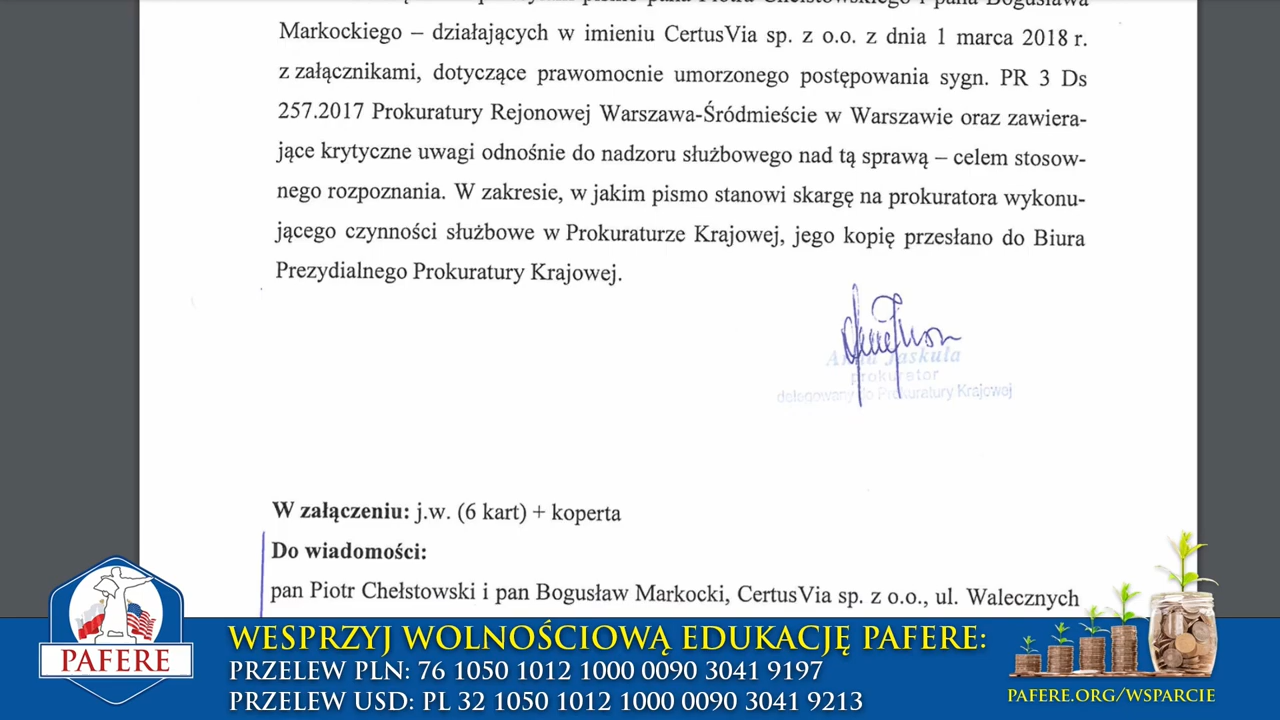 Markockiego – działających w imieniu CertusVia sp. z o.o. z dnia 1 marca 2018 r.
z załącznikami, dotyczące prawomocnie umorzonego postępowania sygn. PR 3 Ds
257.2017 Prokuratury Rejonowej Warszawa-Śródmieście w Warszawie oraz zawiera-
jące krytyczne uwagi odnośnie do nadzoru służbowego nad tą sprawą – celem stosow-
nego rozpoznania. W zakresie, w jakim pismo stanowi skargę na prokuratora wykonu-
jącego czynności służbowe w Prokuraturze Krajowej, jego kopię przesłano do Biura
Prezydialnego Prokuratury Krajowej.
Jaskuła
prokurator
delegowany do Prokuratury Krajowej
W załączeniu: j.w. (6 kart) + koperta
Do wiadomości:
pan Piotr Chełstowski i pan Bogusław Markocki, CertusVia sp. z o.o., ul. Walecznych
PAFERE
WESPRZYJ WOLNOŚCIOWĄ EDUKACJĘ PAFERE:
PRZELEW PLN: 76 1050 1012 1000 0090 3041 9197
PRZELEW USD: PL 32 1050 1012 1000 0090 3041 9213
PAFERE.ORG/WSPARCIE